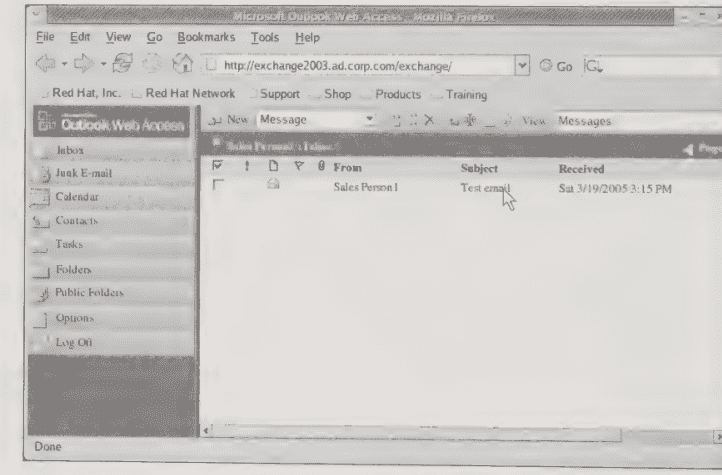 Microsoft Outlook Web Access - Mozilla Firefox
File Edit View Go Bookmarks Tools Help
http://exchange2003.ad.corp.com/exchange/ Go
Red Hat, Inc. Red Hat Network Support Shop Products Training
Outlook Web Access
New Message View Messages
Inbox
Junk E-mail
Calendar
Contacts
Tasks
Folders
Public Folders
Options
Log Off
From Subject Received
Sales Person1 Test email Sat 3/19/2005 3:15 PM
Done